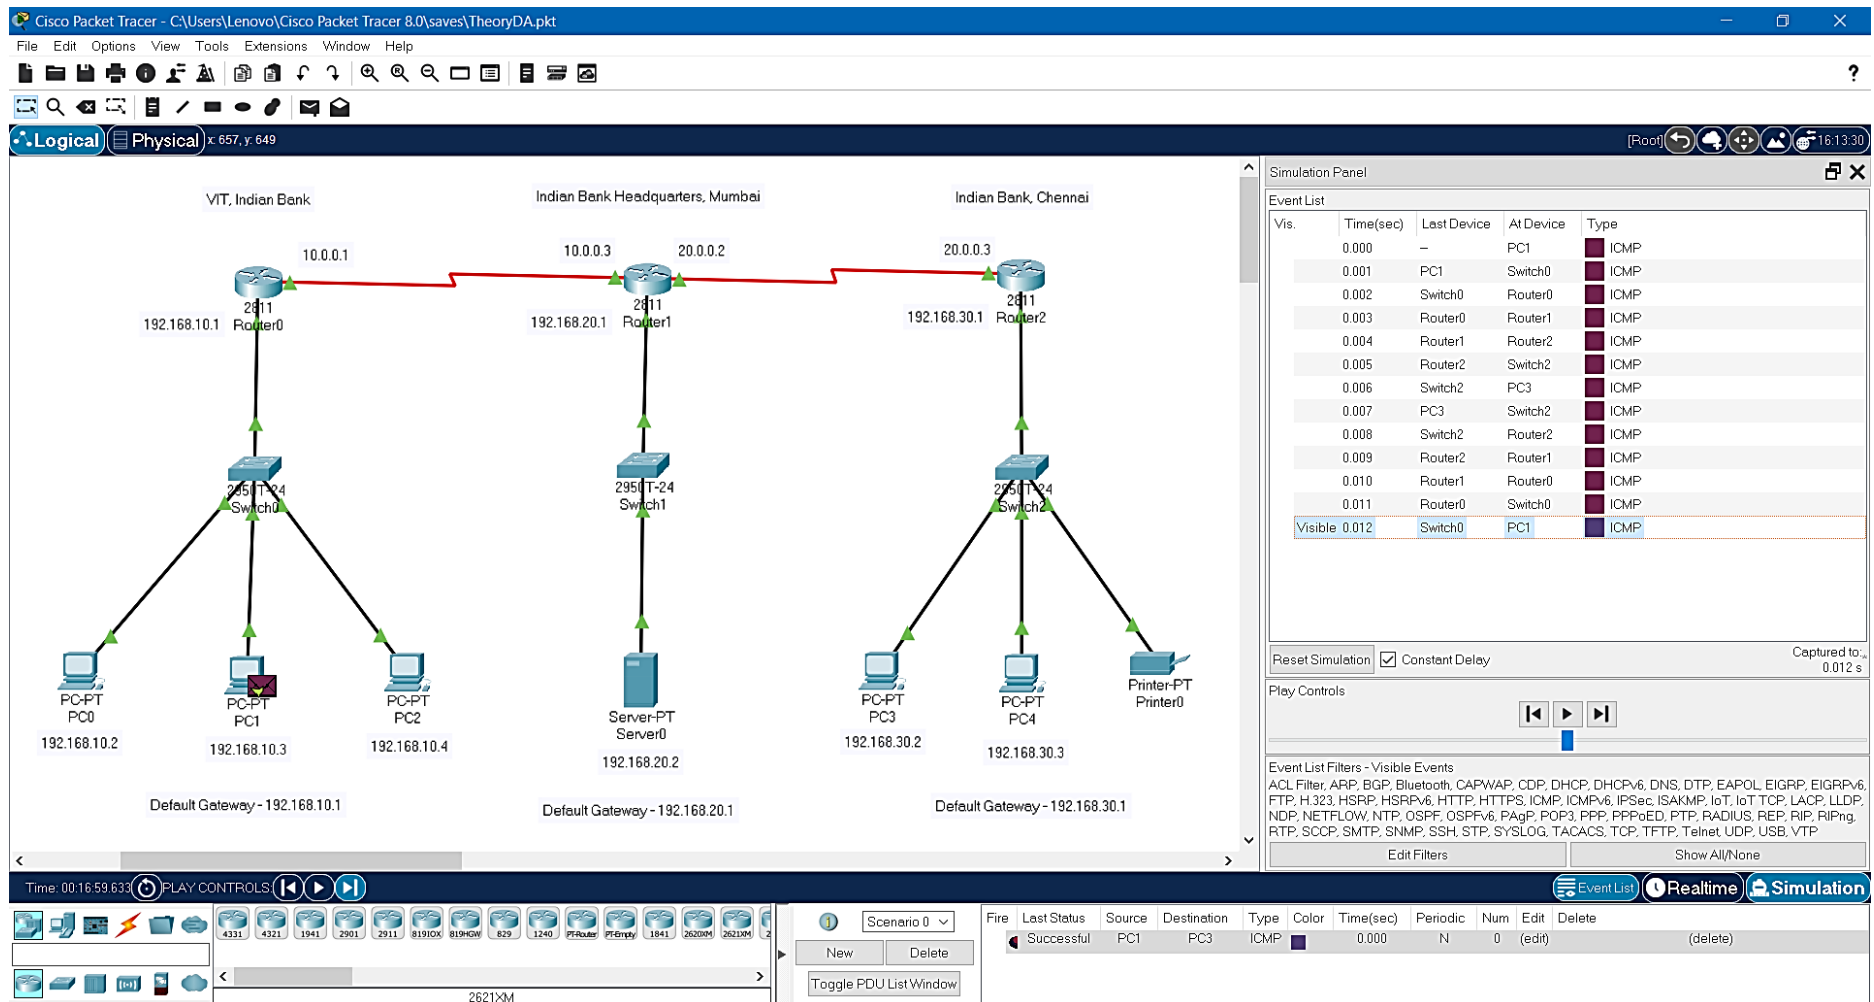 Cisco Packet Tracer - C:\Users\Lenovo\Cisco Packet Tracer 8.0\saves\TheoryDA.pkt
File Edit Options View Tools Extensions Window Help
?
Logical Physical x: 657, y: 649 [Root] 16:13:30
VIT, Indian Bank
Indian Bank Headquarters, Mumbai
Indian Bank, Chennai
10.0.0.1
10.0.0.3
20.0.0.2
20.0.0.3
2811
Router0
192.168.10.1
2811
Router1
192.168.20.1
2811
Router2
192.168.30.1
2950T-24
Switch0
2950T-24
Switch1
2950T-24
Switch2
PC-PT
PC0
192.168.10.2
PC-PT
PC1
192.168.10.3
PC-PT
PC2
192.168.10.4
Server-PT
Server0
192.168.20.2
PC-PT
PC3
192.168.30.2
PC-PT
PC4
192.168.30.3
Printer-PT
Printer0
Default Gateway - 192.168.10.1
Default Gateway - 192.168.20.1
Default Gateway - 192.168.30.1
Simulation Panel
Event List
Vis. Time(sec) Last Device At Device Type
0.000 -- PC1 ICMP
0.001 PC1 Switch0 ICMP
0.002 Switch0 Router0 ICMP
0.003 Router0 Router1 ICMP
0.004 Router1 Router2 ICMP
0.005 Router2 Switch2 ICMP
0.006 Switch2 PC3 ICMP
0.007 PC3 Switch2 ICMP
0.008 Switch2 Router2 ICMP
0.009 Router2 Router1 ICMP
0.010 Router1 Router0 ICMP
0.011 Router0 Switch0 ICMP
Visible 0.012 Switch0 PC1 ICMP
Reset Simulation Constant Delay
Captured to:
0.012 s
Play Controls
Event List Filters - Visible Events
ACL Filter, ARP, BGP, Bluetooth, CAPWAP, CDP, DHCP, DHCPv6, DNS, DTP, EAPOL, EIGRP, EIGRPv6,
FTP, H.323, HSRP, HSRPv6, HTTP, HTTPS, ICMP, ICMPv6, IPSec, ISAKMP, IoT, IoT TCP, LACP, LLDP,
NDP, NETFLOW, NTP, OSPF, OSPFv6, PAgP, POP3, PPP, PPPoED, PTP, RADIUS, REP, RIP, RIPng,
RTP, SCCP, SMTP, SNMP, SSH, STP, SYSLOG, TACACS, TCP, TFTP, Telnet, UDP, USB, VTP
Edit Filters Show All/None
Time: 00:16:59.633 PLAY CONTROLS: Event List Realtime Simulation
4331 4321 1941 2901 2911 819IOX 819HGW 829 1240 PT-Router PT-Empty 1841 2620XM 2621XM 2
2621XM
Scenario 0
New Delete
Toggle PDU List Window
Fire Last Status Source Destination Type Color Time(sec) Periodic Num Edit Delete
Successful PC1 PC3 ICMP 0.000 N 0 (edit) (delete)